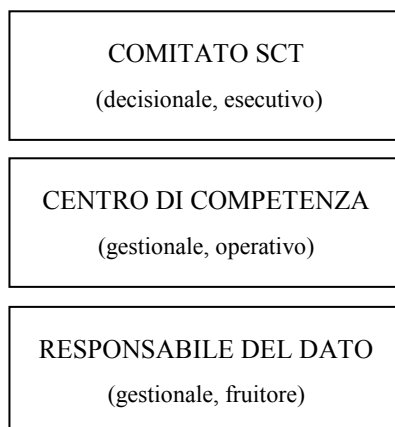 COMITATO SCT
(decisionale, esecutivo)
CENTRO DI COMPETENZA
(gestionale, operativo)
RESPONSABILE DEL DATO
(gestionale, fruitore)